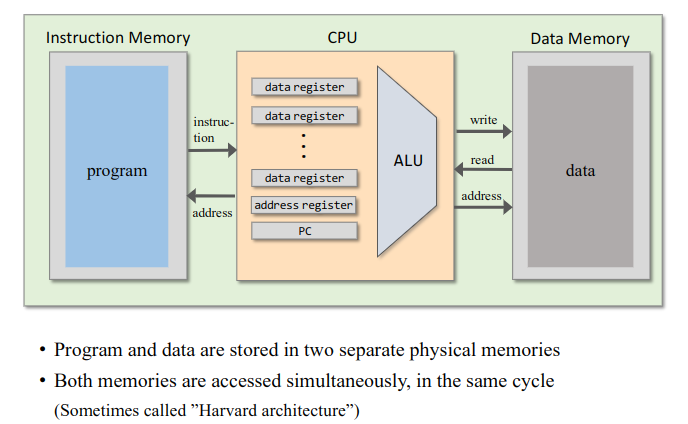 Instruction Memory
CPU
Data Memory
program
instruc-
tion
address
data register
data register
data register
address register
PC
ALU
write
read
address
data
• Program and data are stored in two separate physical memories
• Both memories are accessed simultaneously, in the same cycle
(Sometimes called ”Harvard architecture”)